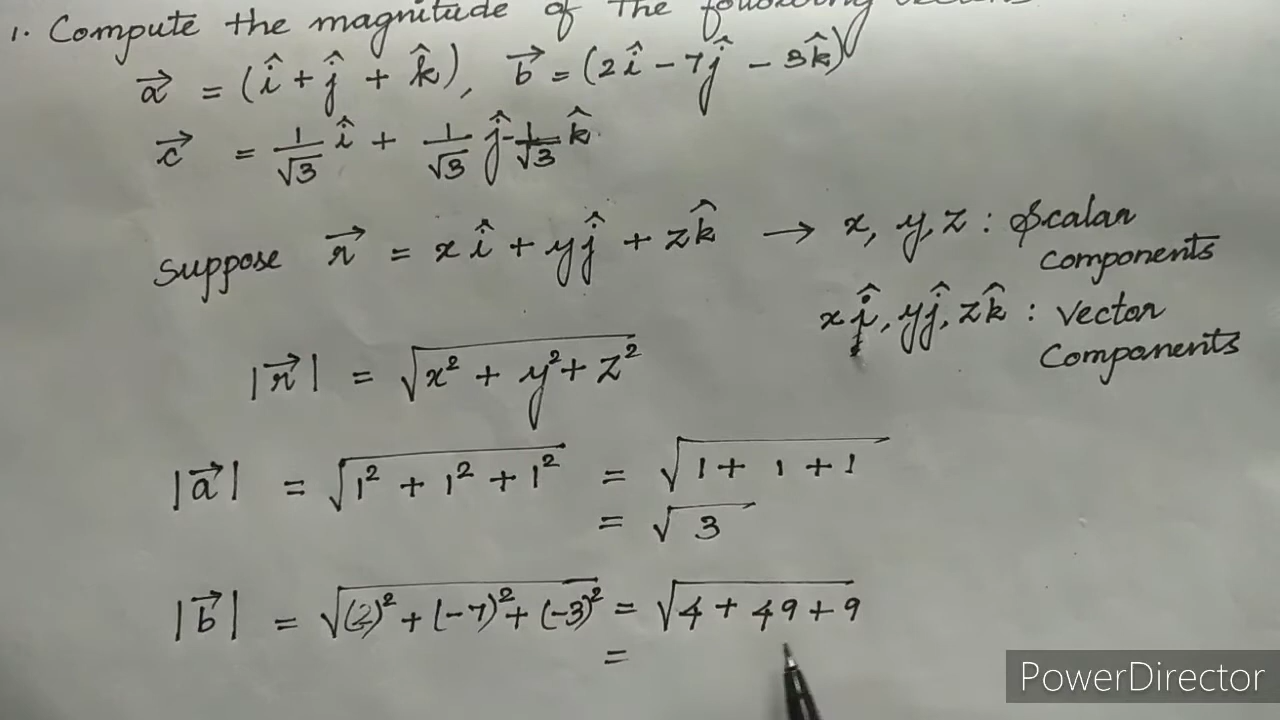 1. Compute the magnitude of the following vectors
a⃗ = (î + ĵ + k̂), b⃗ = (2î - 7ĵ - 3k̂)
c⃗ = 1/√3 î + 1/√3 ĵ - 1/√3 k̂
suppose r⃗ = xî + yĵ + zk̂ → x, y, z : Scalar
components
xî, yĵ, zk̂ : vector
Components
|r⃗| = √(x² + y² + z²)
|a⃗| = √(1² + 1² + 1²) = √(1 + 1 + 1)
= √3
|b⃗| = √((2)² + (-7)² + (-3)²) = √(4 + 49 + 9)
=
PowerDirector